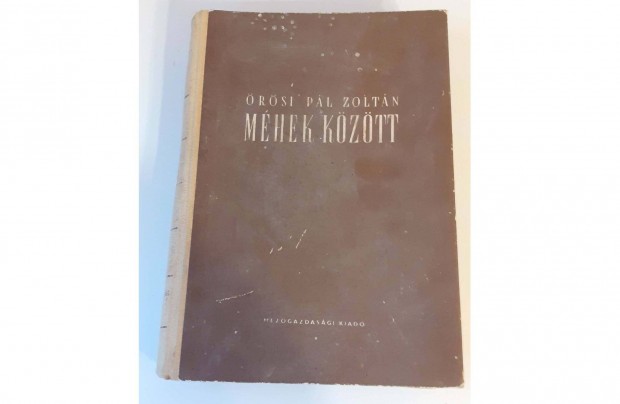 ÖRÖSI PÁL ZOLTÁN
MÉHEK KÖZÖTT
MEZŐGAZDASÁGI KIADÓ